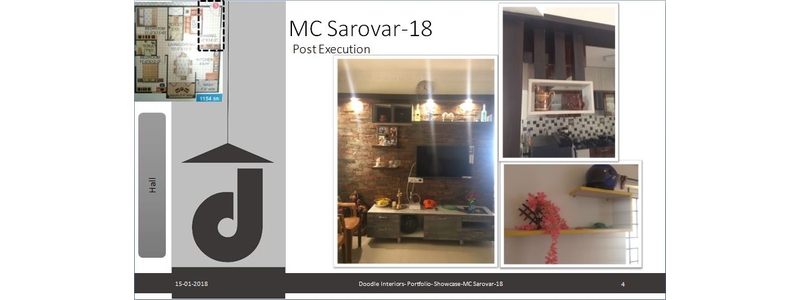 MC Sarovar-18
Post Execution
1154 sft
Hall
15-01-2018
Doodle Interiors- Portfolio- Showcase-MC Sarovar-18
4